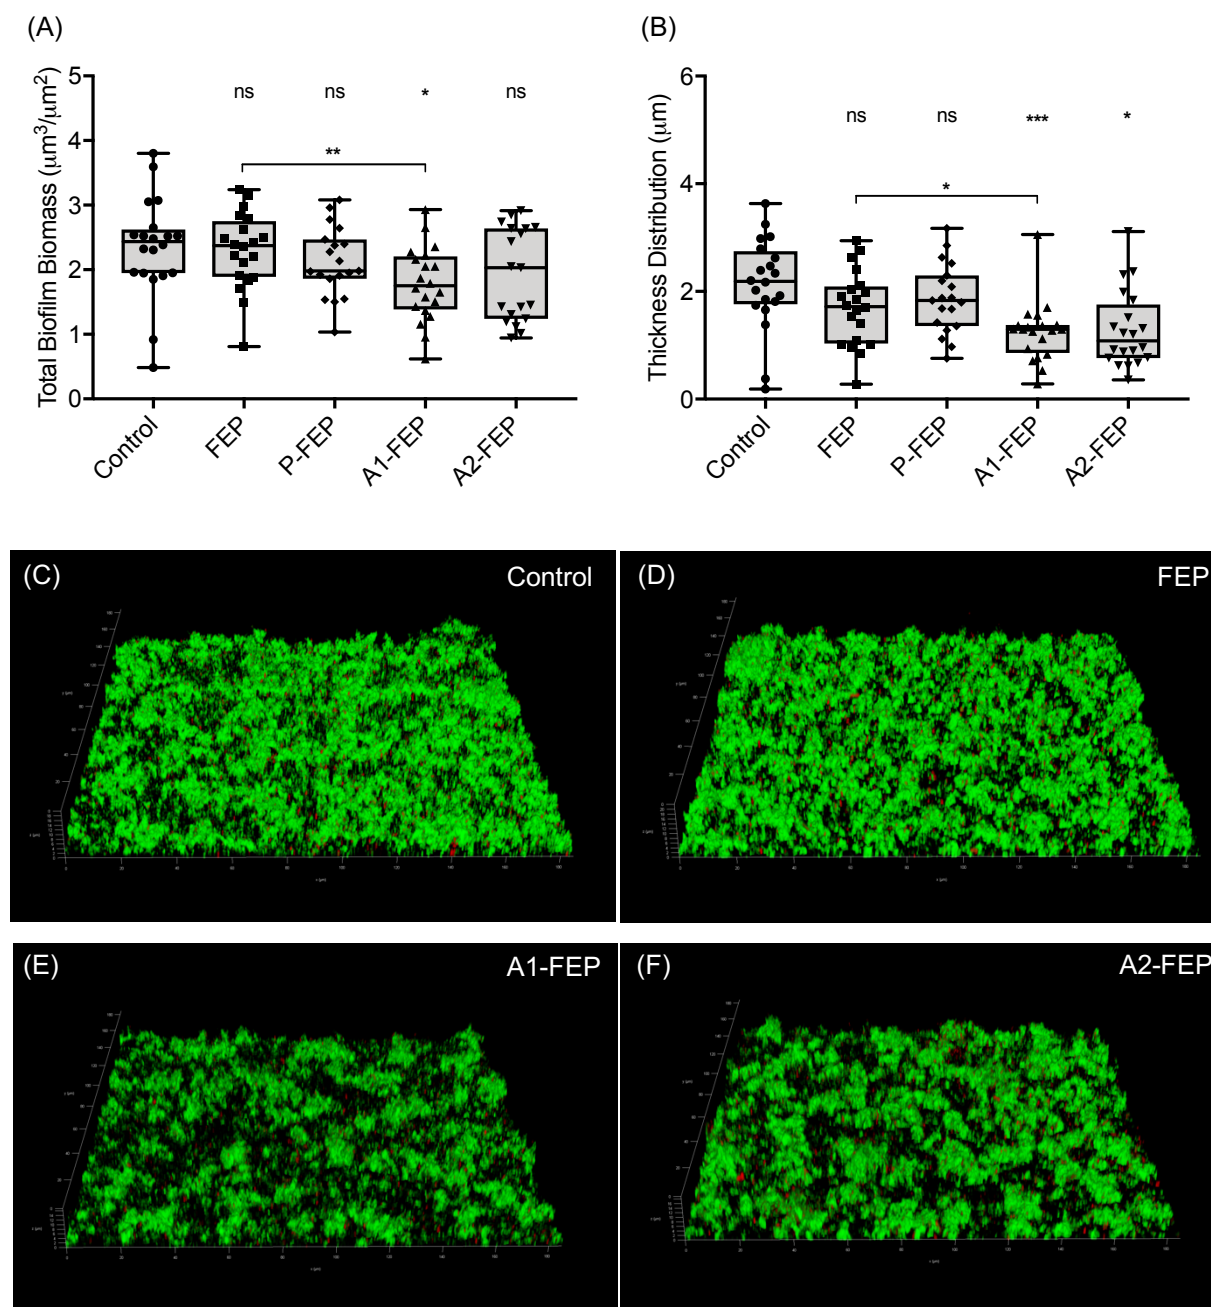 (A)
(B)
Total Biofilm Biomass (μm³/μm²)
5
4
3
2
1
0
ns
ns
*
ns
**
Control
FEP
P-FEP
A1-FEP
A2-FEP
Thickness Distribution (μm)
6
4
2
0
ns
ns
***
*
*
Control
FEP
P-FEP
A1-FEP
A2-FEP
(C)
Control
(D)
FEP
(E)
A1-FEP
(F)
A2-FEP